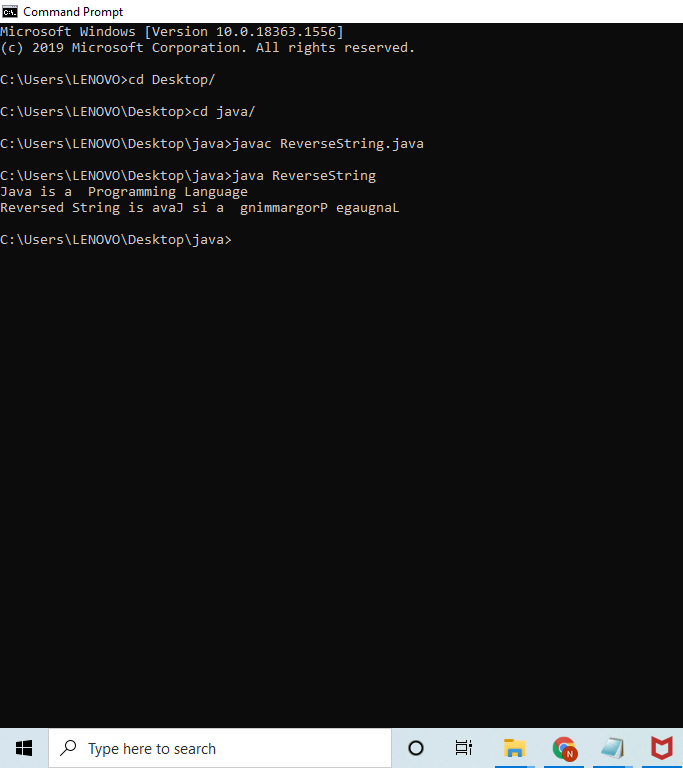 Command Prompt
Microsoft Windows [Version 10.0.18363.1556]
(c) 2019 Microsoft Corporation. All rights reserved.
C:\Users\LENOVO>cd Desktop/
C:\Users\LENOVO\Desktop>cd java/
C:\Users\LENOVO\Desktop\java>javac ReverseString.java
C:\Users\LENOVO\Desktop\java>java ReverseString
Java is a  Programming Language
Reversed String is avaJ si a  gnimmargorP egaugnaL
C:\Users\LENOVO\Desktop\java>
Type here to search
N